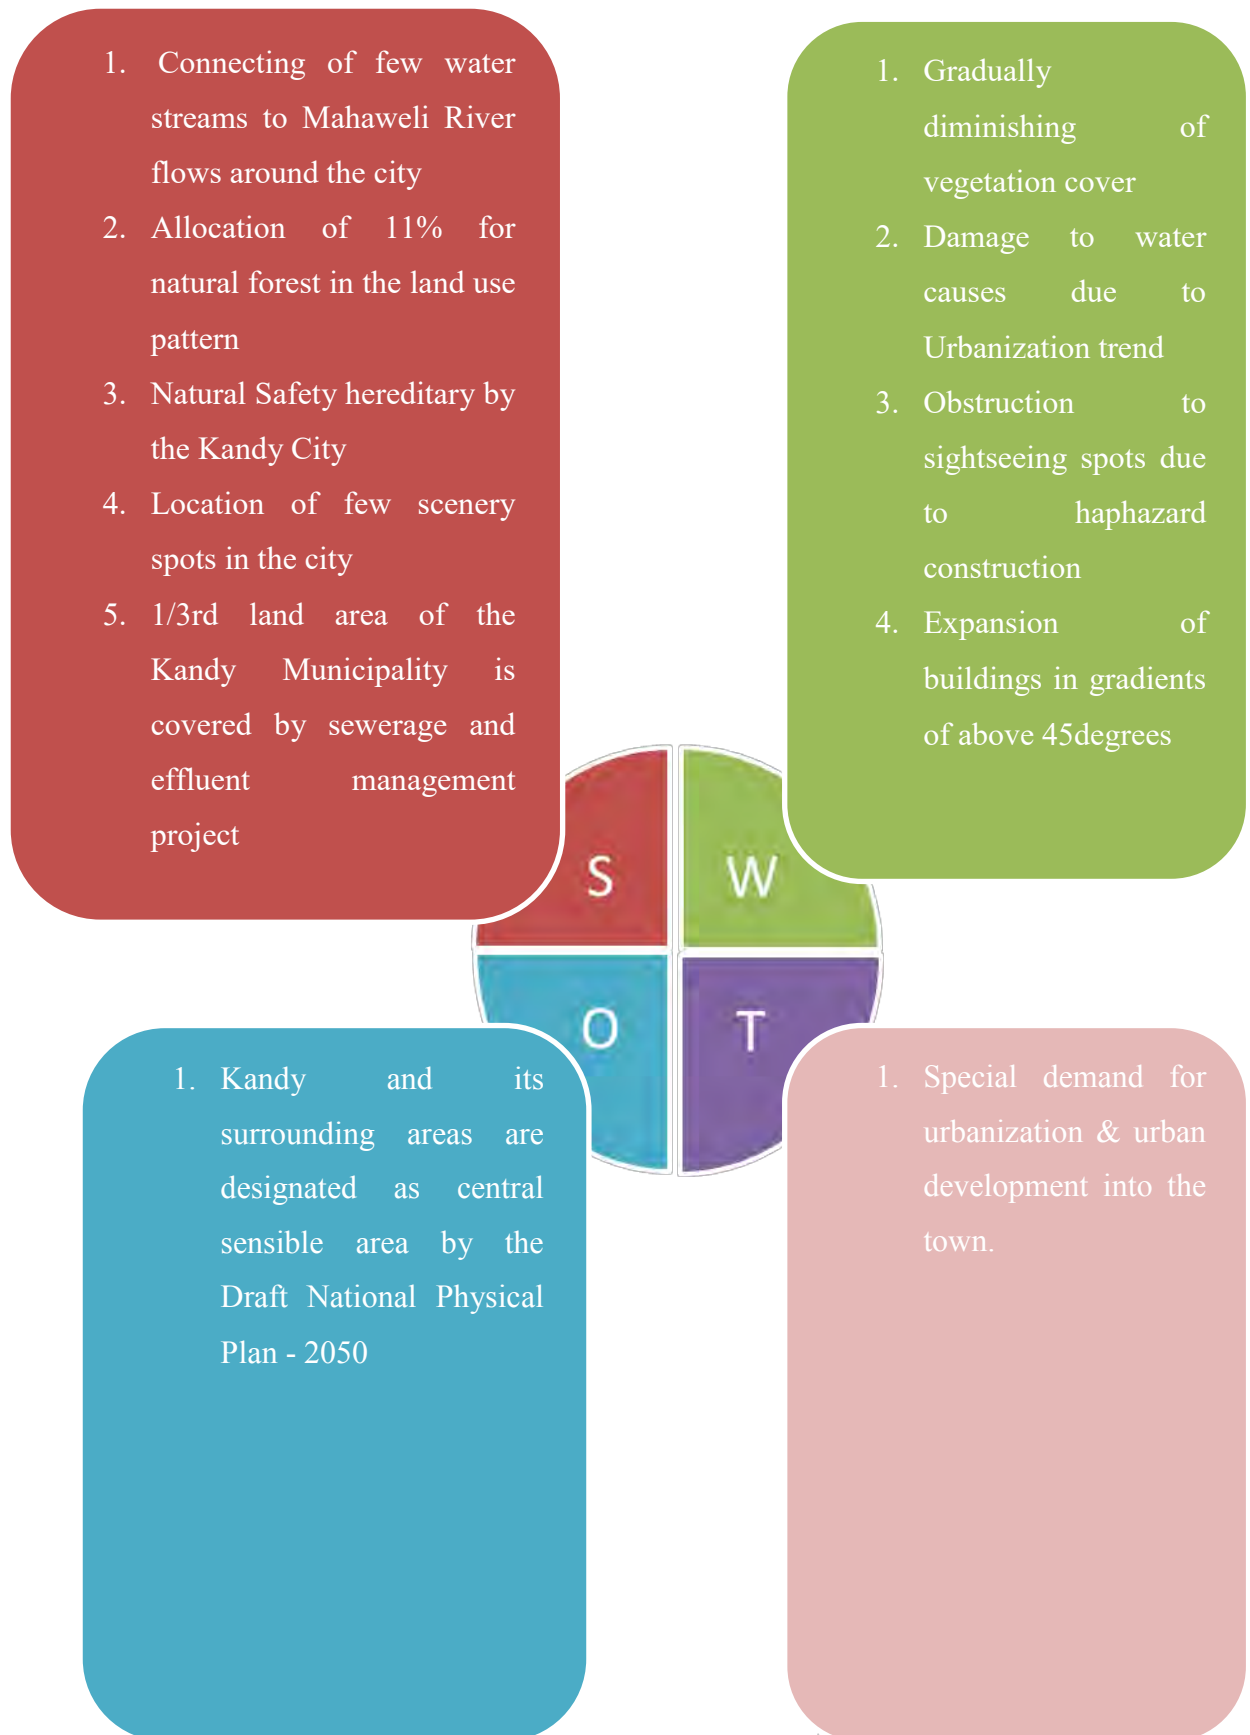 1. Connecting of few water
streams to Mahaweli River
flows around the city
2. Allocation of 11% for
natural forest in the land use
pattern
3. Natural Safety hereditary by
the Kandy City
4. Location of few scenery
spots in the city
5. 1/3rd land area of the
Kandy Municipality is
covered by sewerage and
effluent management
project
1. Gradually
diminishing of
vegetation cover
2. Damage to water
causes due to
Urbanization trend
3. Obstruction to
sightseeing spots due
to haphazard
construction
4. Expansion of
buildings in gradients
of above 45degrees
S
W
O
T
1. Kandy and its
surrounding areas are
designated as central
sensible area by the
Draft National Physical
Plan - 2050
1. Special demand for
urbanization & urban
development into the
town.